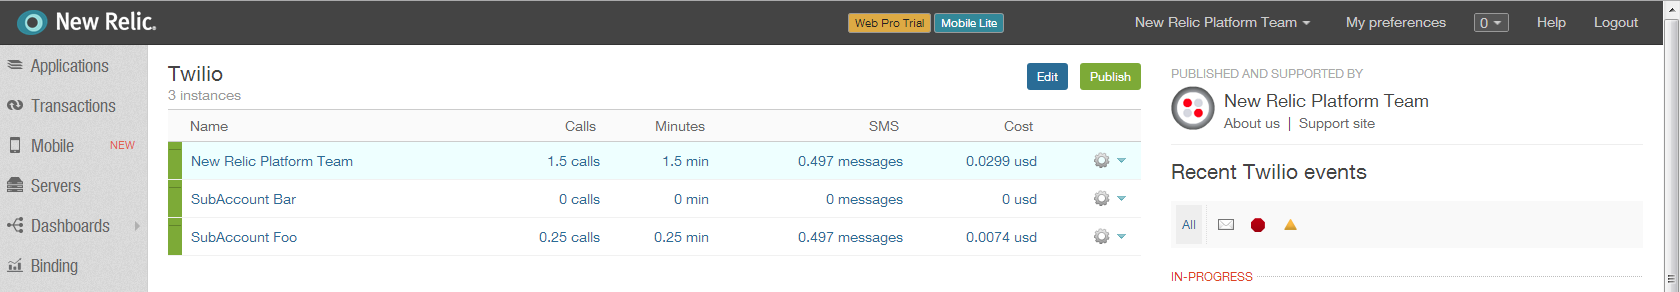 New Relic. Web Pro Trial Mobile Lite New Relic Platform Team My preferences 0 Help Logout
Applications
Transactions
Mobile NEW
Servers
Dashboards
Binding
Twilio
3 instances
Edit Publish
Name Calls Minutes SMS Cost
New Relic Platform Team 1.5 calls 1.5 min 0.497 messages 0.0299 usd
SubAccount Bar 0 calls 0 min 0 messages 0 usd
SubAccount Foo 0.25 calls 0.25 min 0.497 messages 0.0074 usd
PUBLISHED AND SUPPORTED BY
New Relic Platform Team
About us | Support site
Recent Twilio events
All
IN-PROGRESS